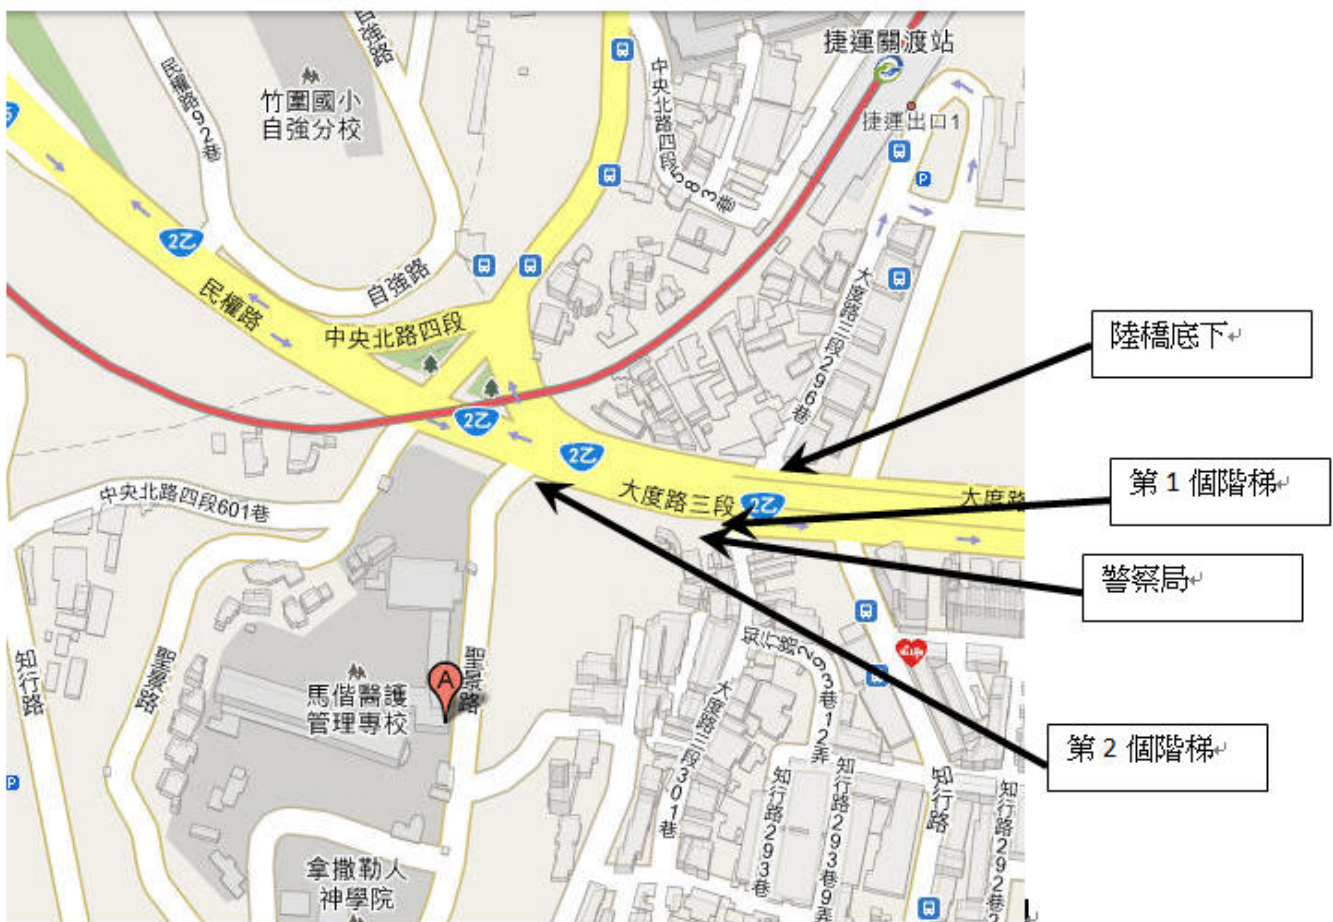 捷運關渡站
捷運出口1
竹圍國小
自強分校
民權路92巷
自強路
中央北路四段583巷
P
2乙
民權路
自強路
中央北路四段
大度路三段296巷
陸橋底下
2乙
2乙
大度路三段
2乙
大度路
第1個階梯
中央北路四段601巷
警察局
知行路
聖景路
馬偕醫護
管理專校
A
聖景路
知行路293巷12弄
大度路三段301巷
第2個階梯
P
知行路293巷
知行路293巷9弄
知行路
知行路292巷2
拿撒勒人
神學院